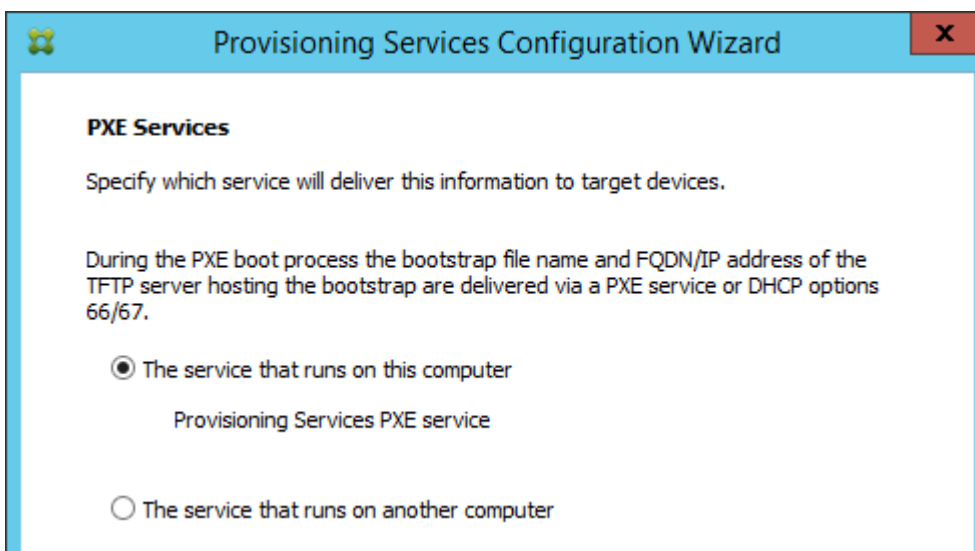 Provisioning Services Configuration Wizard
x
PXE Services
Specify which service will deliver this information to target devices.
During the PXE boot process the bootstrap file name and FQDN/IP address of the
TFTP server hosting the bootstrap are delivered via a PXE service or DHCP options
66/67.
The service that runs on this computer
Provisioning Services PXE service
The service that runs on another computer